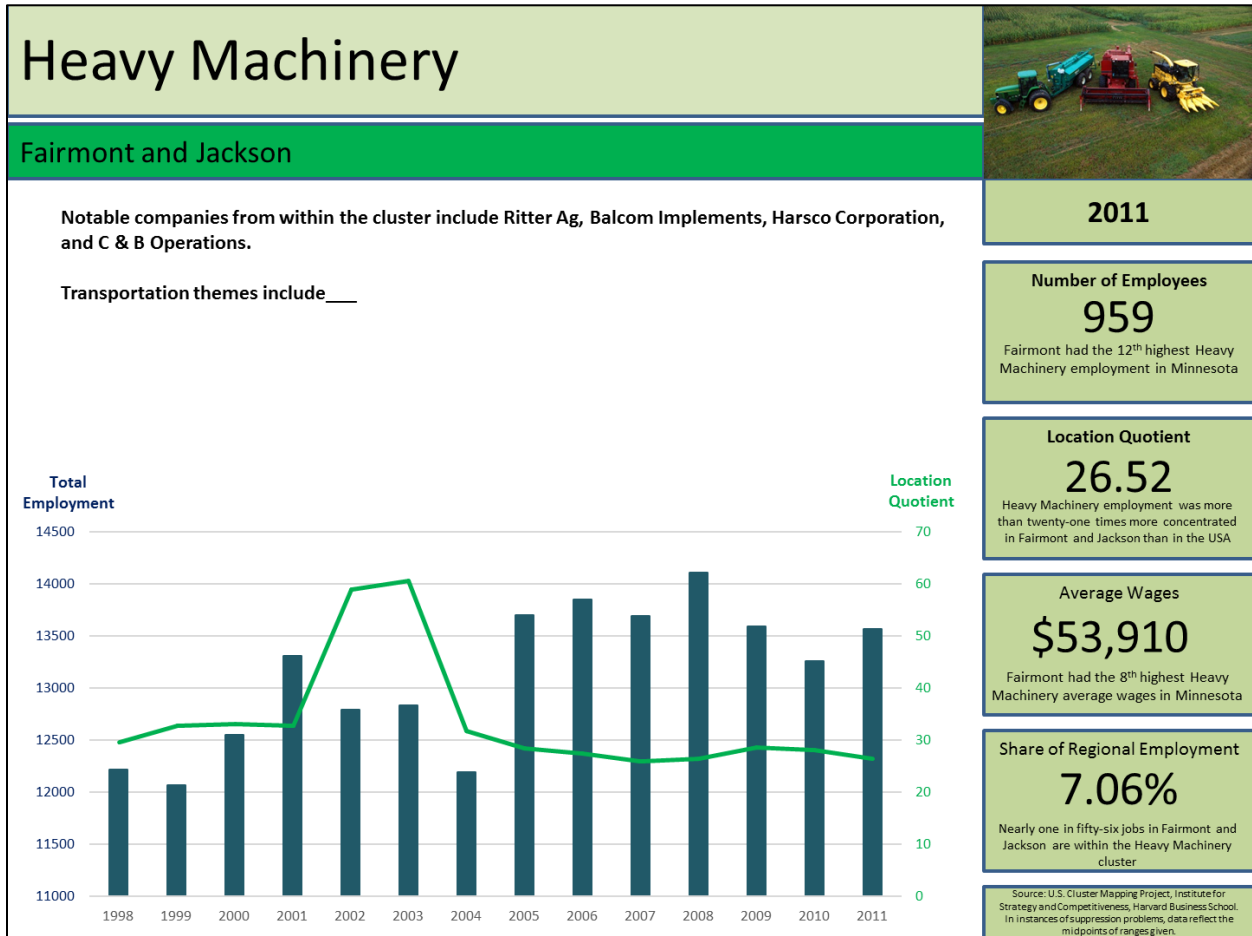 Heavy Machinery
Fairmont and Jackson
Notable companies from within the cluster include Ritter Ag, Balcom Implements, Harsco Corporation,
and C & B Operations.
Transportation themes include___
2011
Number of Employees
959
Fairmont had the 12th highest Heavy
Machinery employment in Minnesota
Location Quotient
26.52
Heavy Machinery employment was more
than twenty-one times more concentrated
in Fairmont and Jackson than in the USA
Average Wages
$53,910
Fairmont had the 8th highest Heavy
Machinery average wages in Minnesota
Share of Regional Employment
7.06%
Nearly one in fifty-six jobs in Fairmont and
Jackson are within the Heavy Machinery
cluster
Source: U.S. Cluster Mapping Project, Institute for
Strategy and Competitiveness, Harvard Business School.
In instances of suppression problems, data reflect the
midpoints of ranges given.
Total
Employment
Location
Quotient
14500 70
14000 60
13500 50
13000 40
12500 30
12000 20
11500 10
11000 0
1998 1999 2000 2001 2002 2003 2004 2005 2006 2007 2008 2009 2010 2011